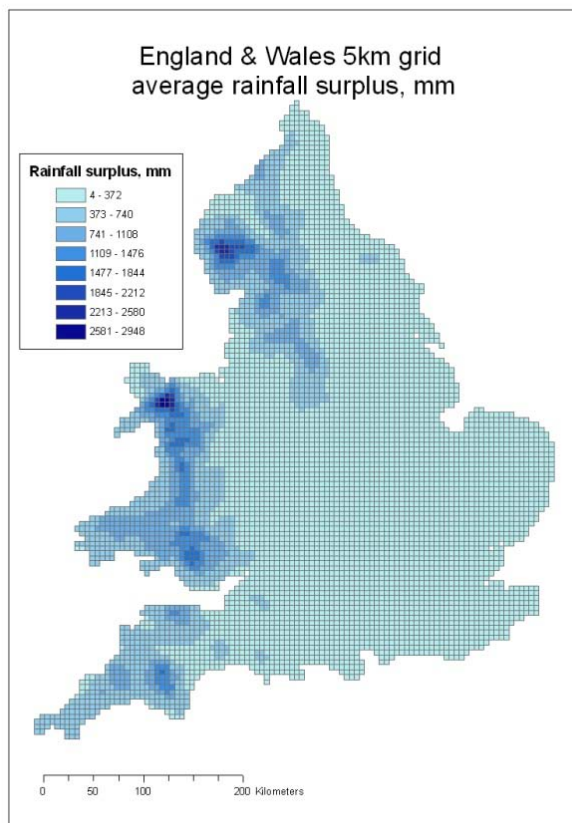 England & Wales 5km grid
average rainfall surplus, mm
Rainfall surplus, mm
4 - 372
373 - 740
741 - 1108
1109 - 1476
1477 - 1844
1845 - 2212
2213 - 2580
2581 - 2948
0 50 100 200 Kilometers